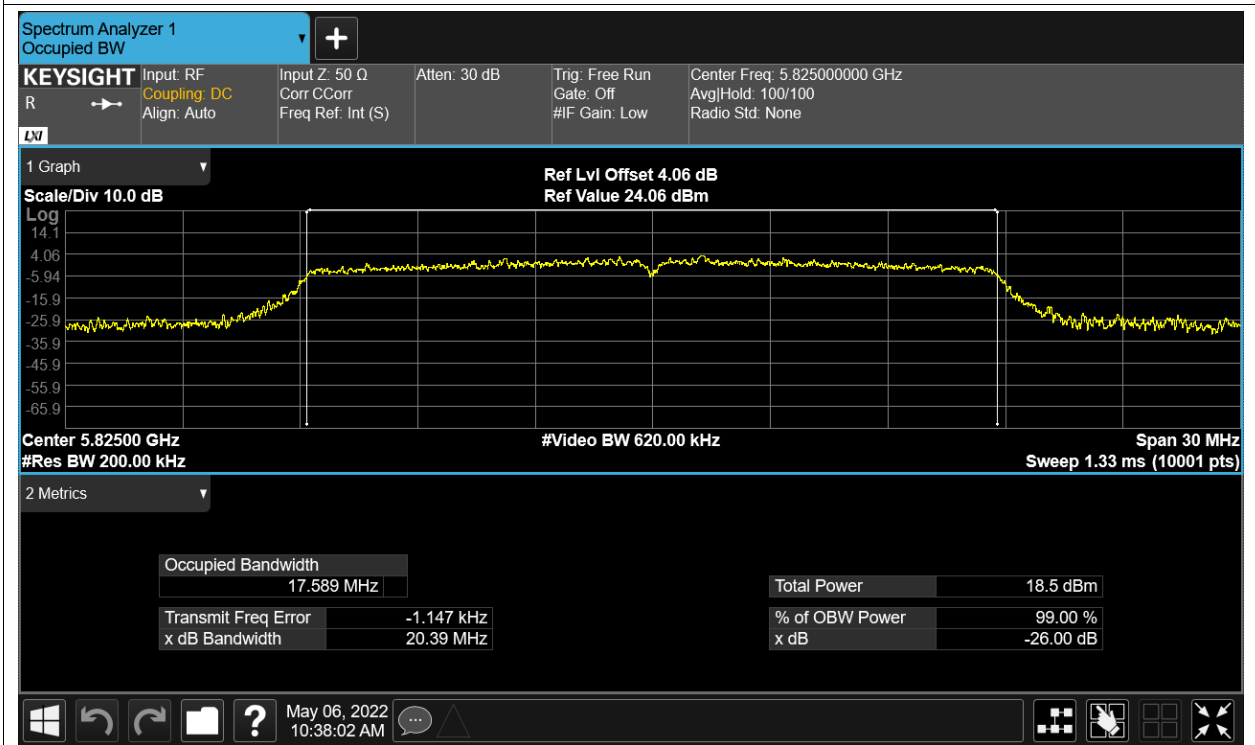 Spectrum Analyzer 1
Occupied BW
+
KEYSIGHT
R
LXI
Input: RF
Coupling: DC
Align: Auto
Input Z: 50 Ω
Corr CCorr
Freq Ref: Int (S)
Atten: 30 dB
Trig: Free Run
Gate: Off
#IF Gain: Low
Center Freq: 5.825000000 GHz
Avg|Hold: 100/100
Radio Std: None
1 Graph
Scale/Div 10.0 dB
Ref Lvl Offset 4.06 dB
Ref Value 24.06 dBm
Log
14.1
4.06
-5.94
-15.9
-25.9
-35.9
-45.9
-55.9
-65.9
Center 5.82500 GHz
#Video BW 620.00 kHz
Span 30 MHz
#Res BW 200.00 kHz
Sweep 1.33 ms (10001 pts)
2 Metrics
Occupied Bandwidth
17.589 MHz
Transmit Freq Error -1.147 kHz
x dB Bandwidth 20.39 MHz
Total Power 18.5 dBm
% of OBW Power 99.00 %
x dB -26.00 dB
?
May 06, 2022
10:38:02 AM